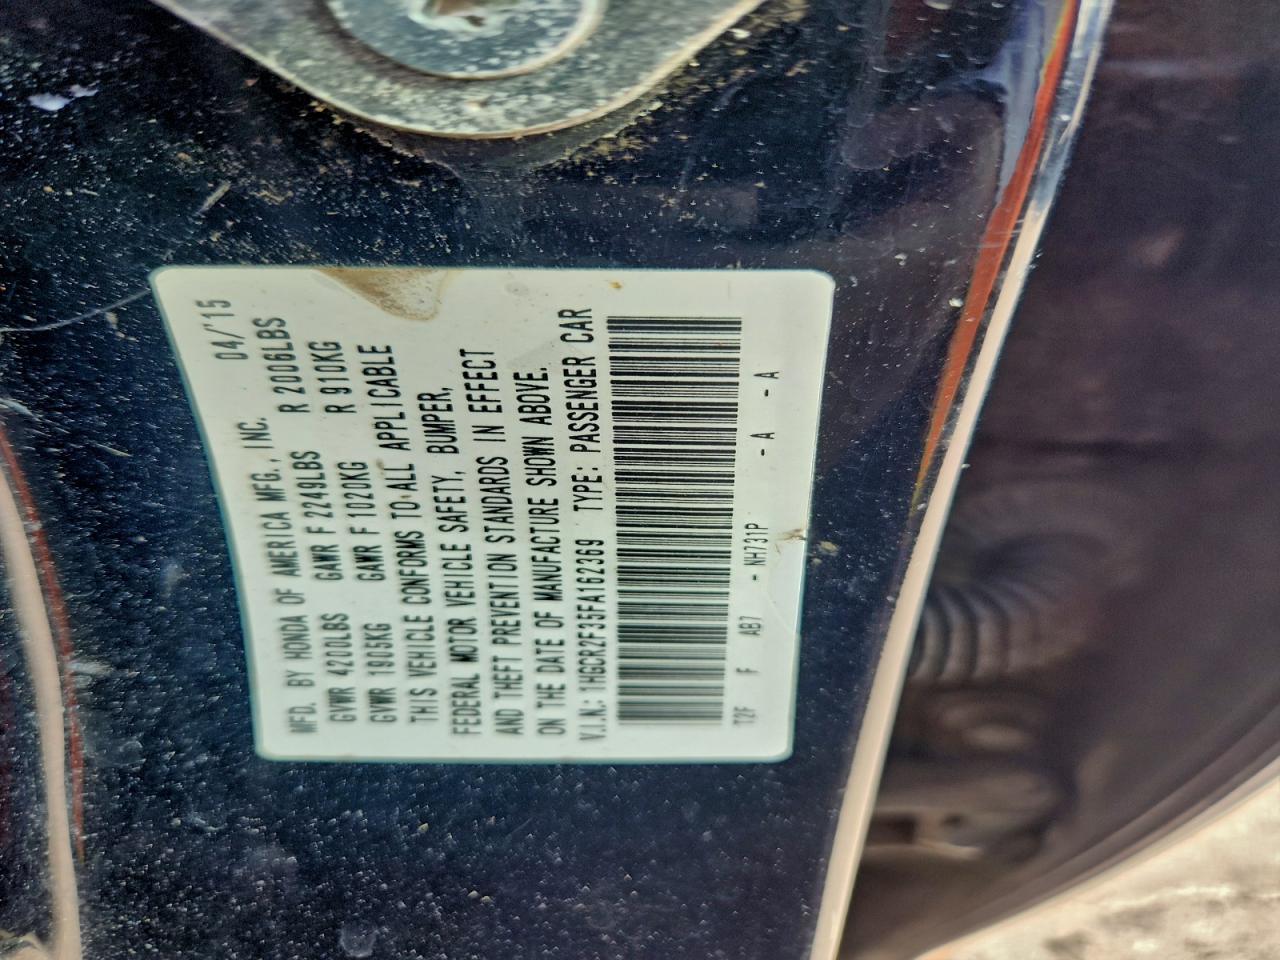 MFD. BY HONDA OF AMERICA MFG., INC. 04/'15
GVWR 4200LBS GAWR F 2249LBS R 2006LBS
GVWR 1905KG GAWR F 1020KG R 910KG
THIS VEHICLE CONFORMS TO ALL APPLICABLE
FEDERAL MOTOR VEHICLE SAFETY, BUMPER,
AND THEFT PREVENTION STANDARDS IN EFFECT
ON THE DATE OF MANUFACTURE SHOWN ABOVE.
V.I.N.: 1HGCR2F35FA162369 TYPE: PASSENGER CAR
T2F F AB7 - NH731P - A - A